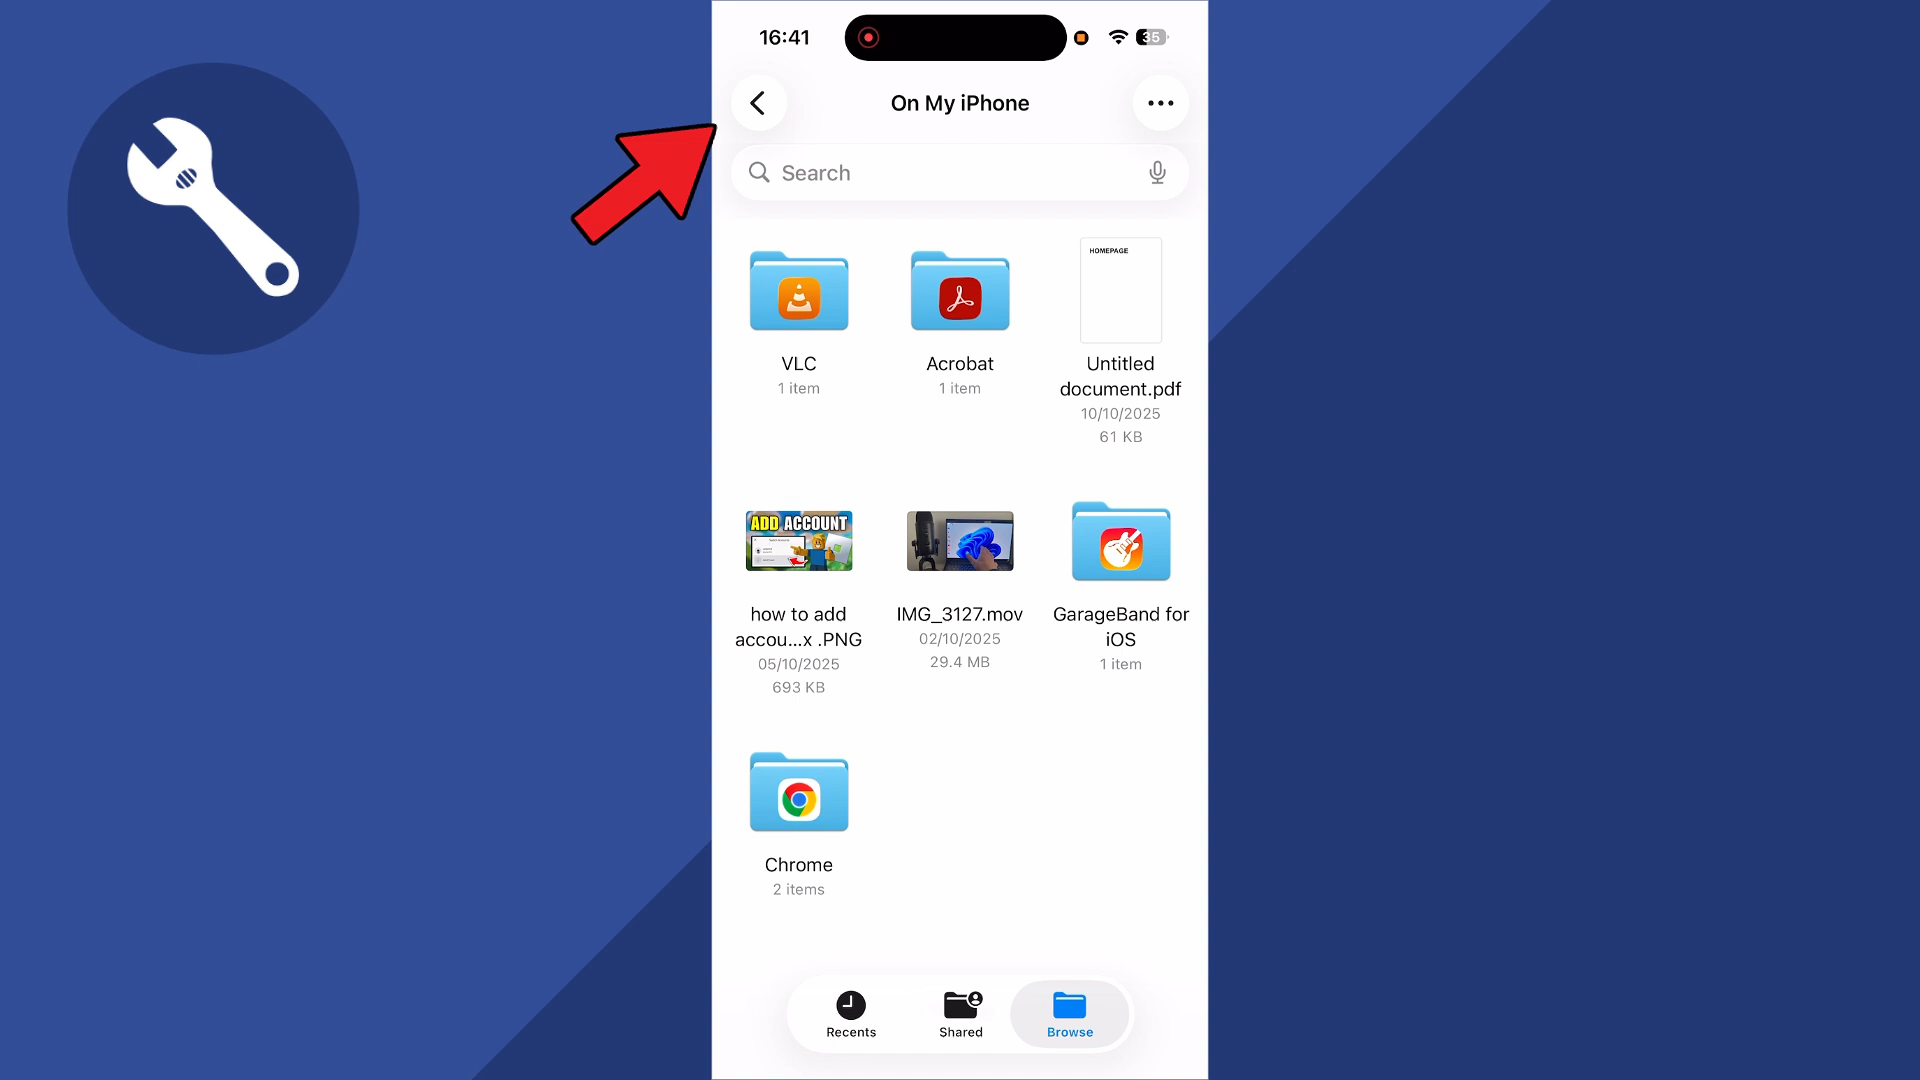 16:41
35
On My iPhone
Search
HOMEPAGE
VLC
1 item
Acrobat
1 item
Untitled
document.pdf
10/10/2025
61 KB
ADD ACCOUNT
how to add
accou...x .PNG
05/10/2025
693 KB
IMG_3127.mov
02/10/2025
29.4 MB
GarageBand for
iOS
1 item
Chrome
2 items
Recents
Shared
Browse